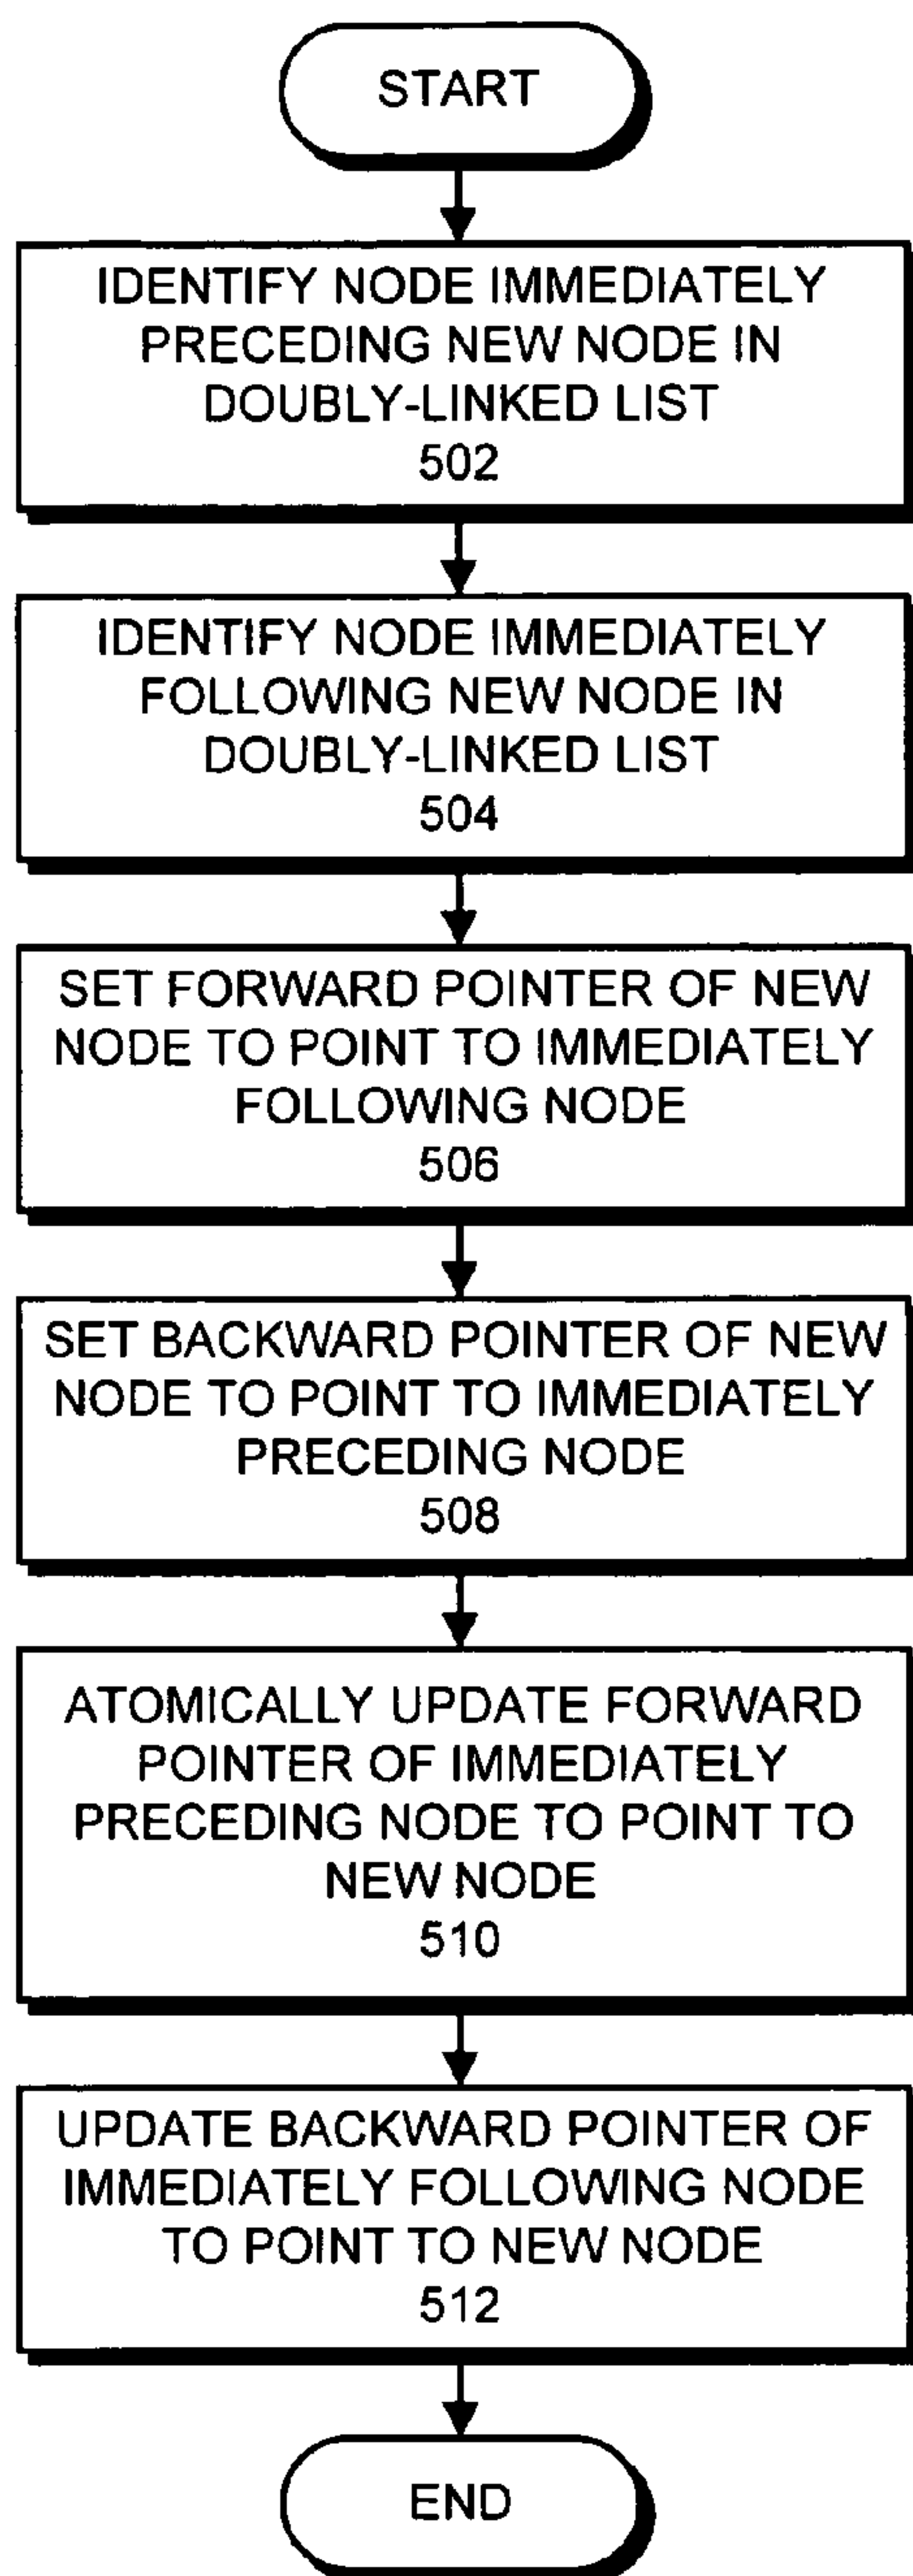 START
IDENTIFY NODE IMMEDIATELY
PRECEDING NEW NODE IN
DOUBLY-LINKED LIST
502
IDENTIFY NODE IMMEDIATELY
FOLLOWING NEW NODE IN
DOUBLY-LINKED LIST
504
SET FORWARD POINTER OF NEW
NODE TO POINT TO IMMEDIATELY
FOLLOWING NODE
506
SET BACKWARD POINTER OF NEW
NODE TO POINT TO IMMEDIATELY
PRECEDING NODE
508
ATOMICALLY UPDATE FORWARD
POINTER OF IMMEDIATELY
PRECEDING NODE TO POINT TO
NEW NODE
510
UPDATE BACKWARD POINTER OF
IMMEDIATELY FOLLOWING NODE
TO POINT TO NEW NODE
512
END